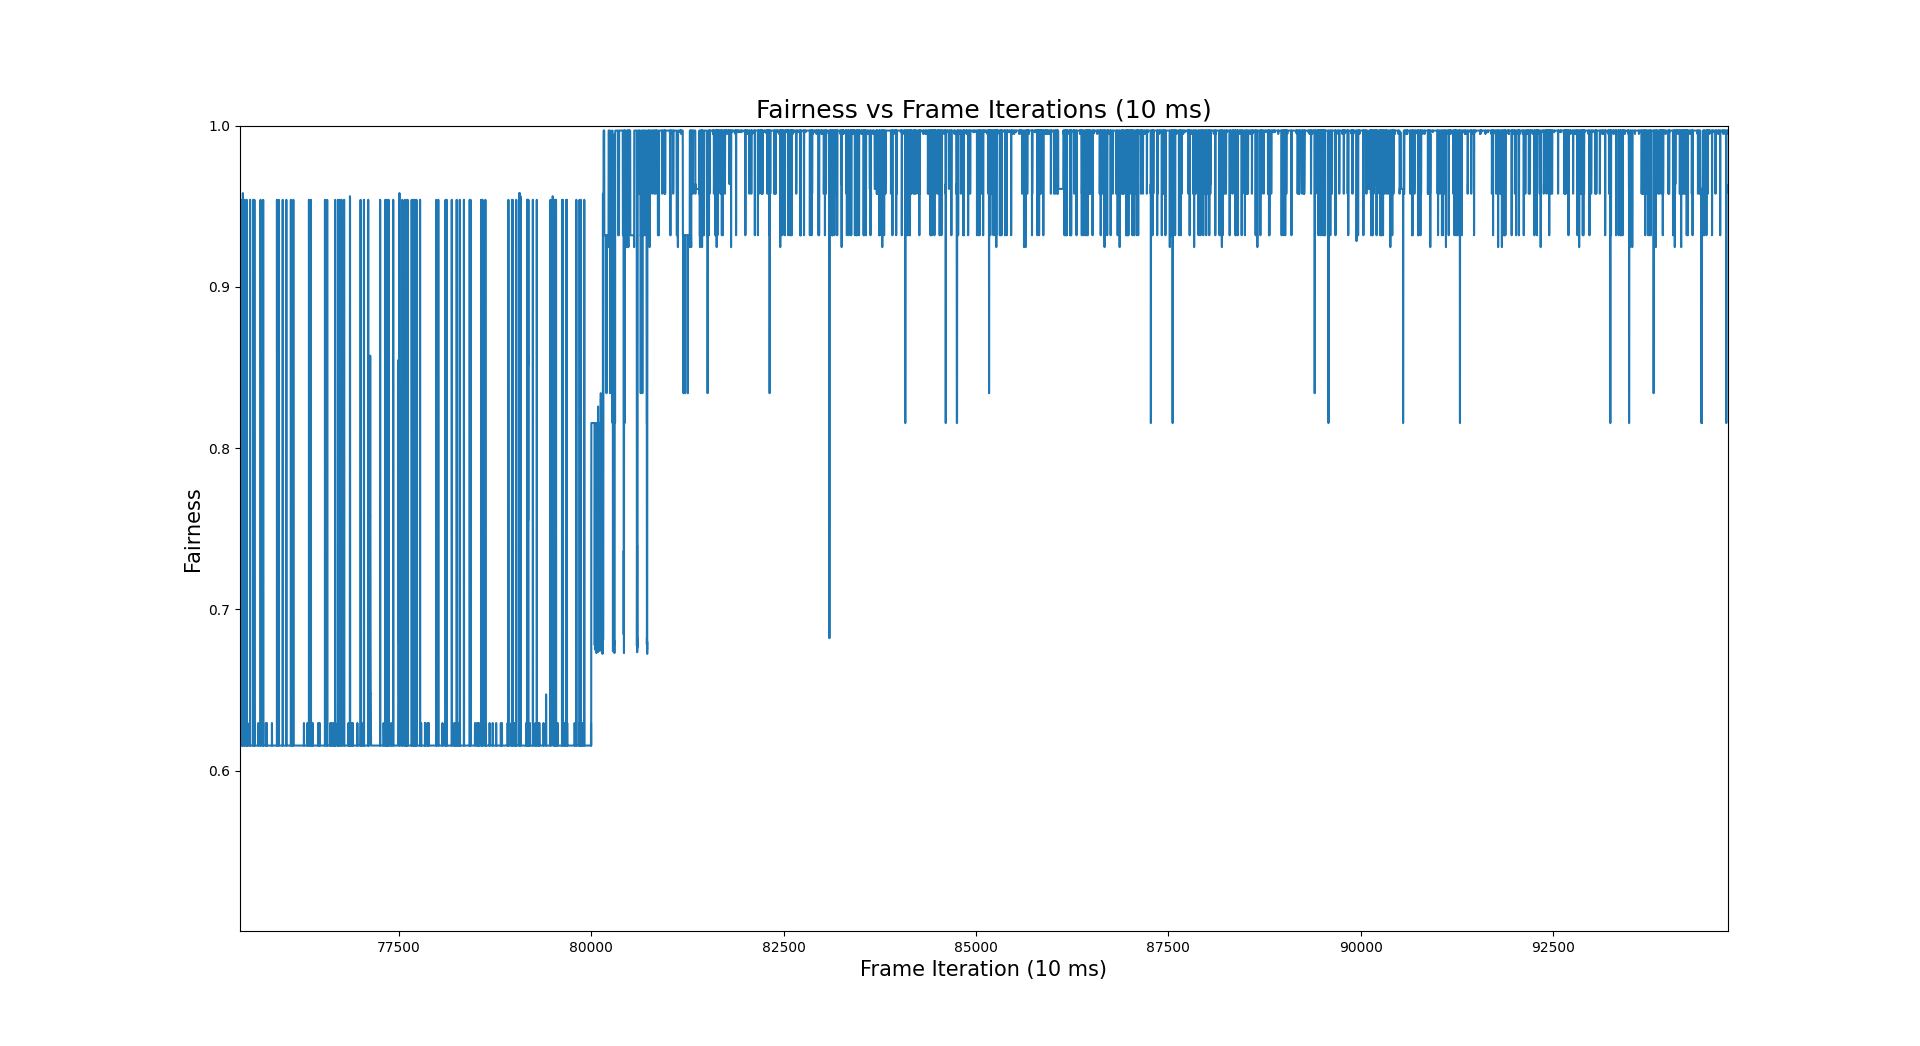 Fairness vs Frame Iterations (10 ms)
1.0
0.9
0.8
0.7
0.6
Fairness
77500 80000 82500 85000 87500 90000 92500
Frame Iteration (10 ms)